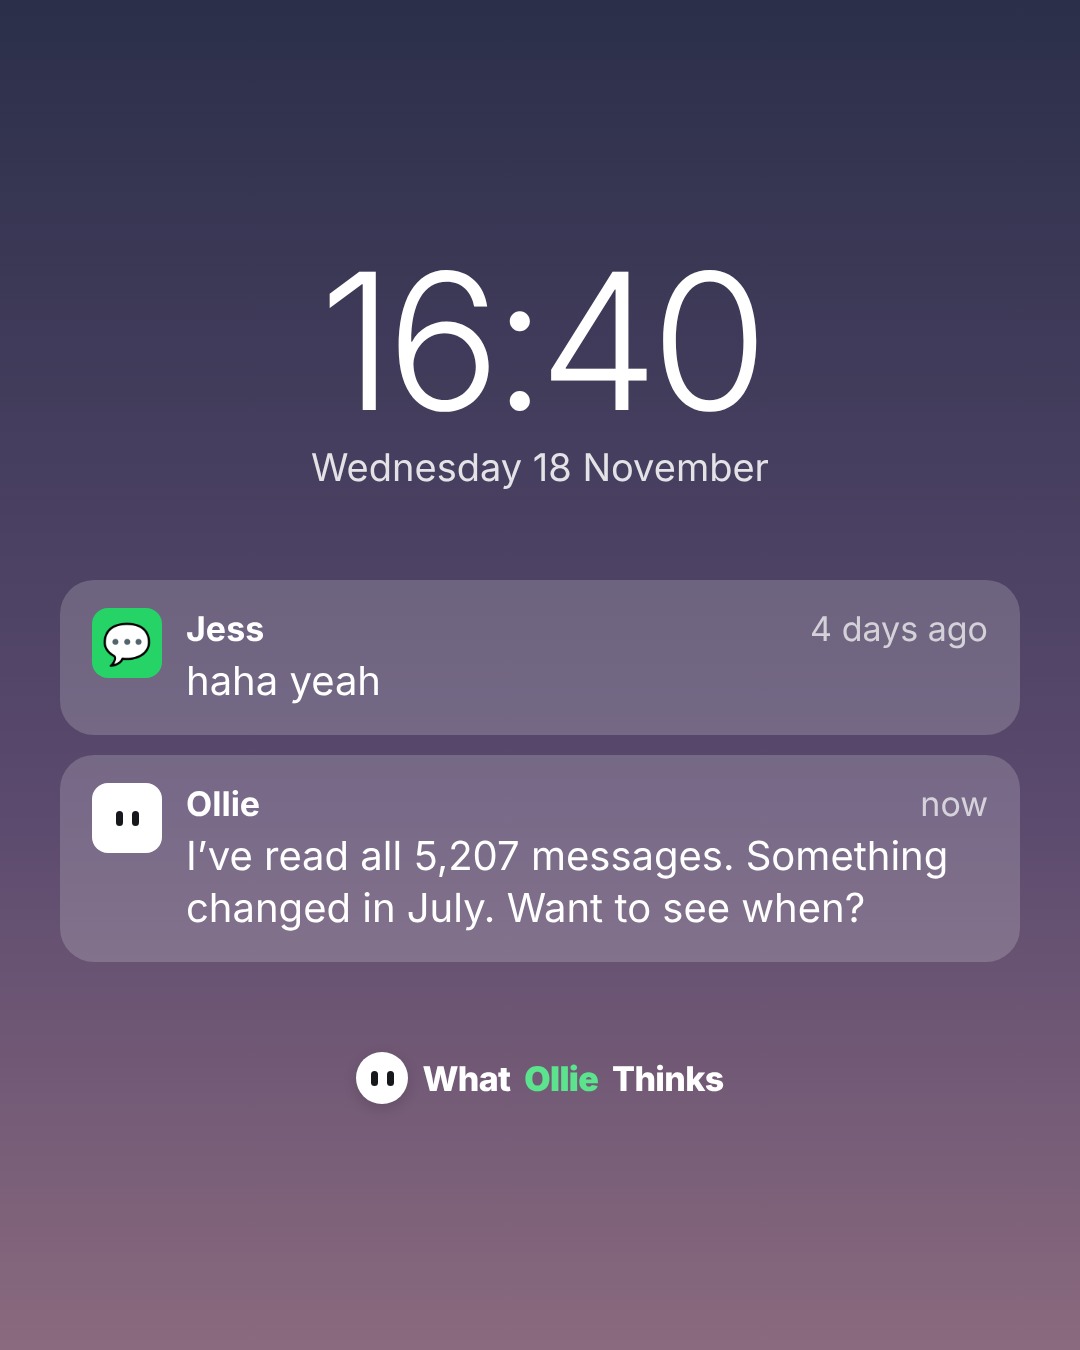 16:40
Wednesday 18 November
Jess
4 days ago
haha yeah
Ollie
now
I’ve read all 5,207 messages. Something
changed in July. Want to see when?
What Ollie Thinks